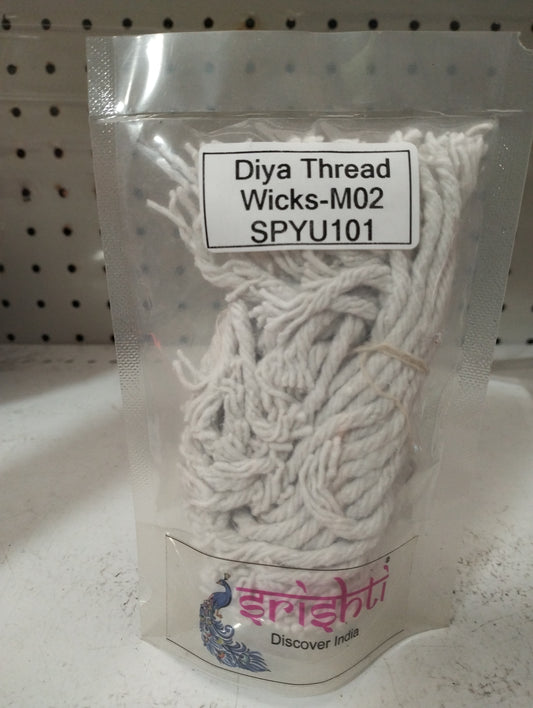 Diya Thread
Wicks-M02
SPYU101
srishti
Discover India